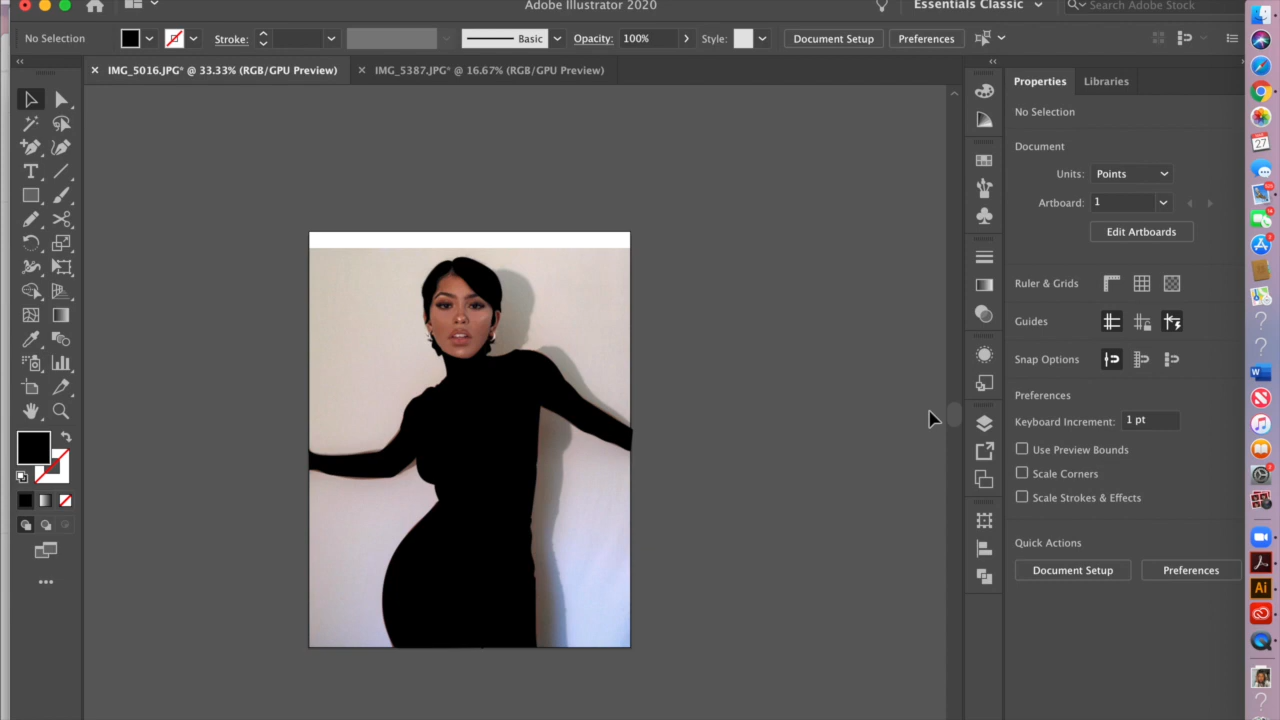 Adobe Illustrator 2020
Essentials Classic
Search Adobe Stock
No Selection
Stroke:
Basic
Opacity:
100%
Style:
Document Setup
Preferences
IMG_5016.JPG* @ 33.33% (RGB/GPU Preview)
IMG_5387.JPG* @ 16.67% (RGB/GPU Preview)
Properties
Libraries
No Selection
Document
Units:
Points
Artboard:
1
Edit Artboards
Ruler & Grids
Guides
Snap Options
Preferences
Keyboard Increment:
1 pt
Use Preview Bounds
Scale Corners
Scale Strokes & Effects
Quick Actions
Document Setup
Preferences
27
W
Ai